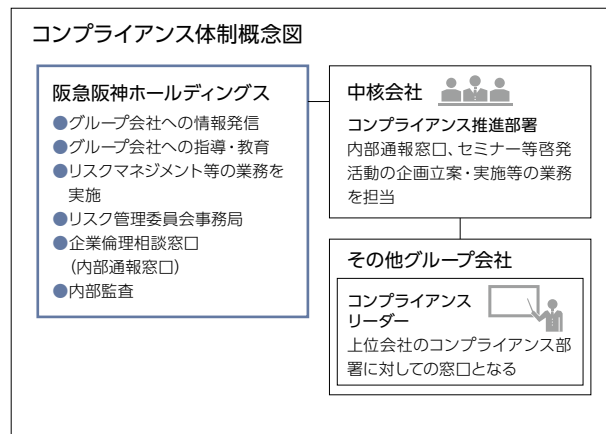 コンプライアンス体制概念図
阪急阪神ホールディングス
●グループ会社への情報発信
●グループ会社への指導・教育
●リスクマネジメント等の業務を
実施
●リスク管理委員会事務局
●企業倫理相談窓口
(内部通報窓口)
●内部監査
中核会社
コンプライアンス推進部署
内部通報窓口、セミナー等啓発
活動の企画立案・実施等の業務
を担当
その他グループ会社
コンプライアンス
リーダー
上位会社のコンプライアンス部
署に対しての窓口となる